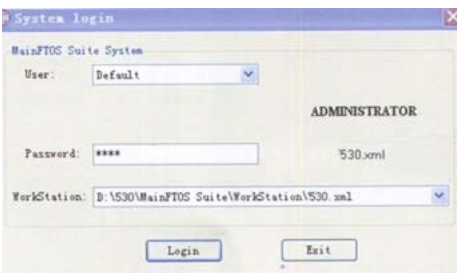 System login
MainFTOS Suite System
User: Default
ADMINISTRATOR
Password: ****
530.xml
WorkStation: D:\530\MainFTOS Suite\WorkStation\530.xml
Login Exit